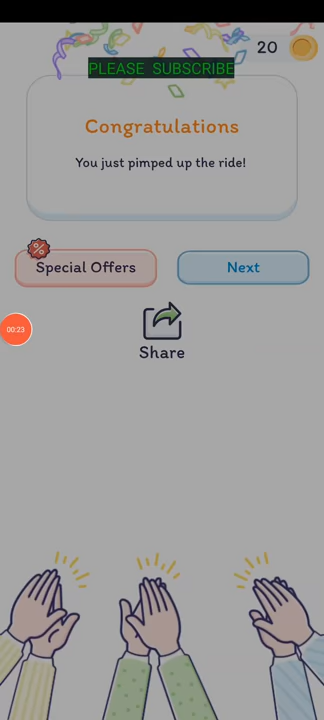 20
PLEASE SUBSCRIBE
Congratulations
You just pimped up the ride!
%
Special Offers
Next
00:23
Share